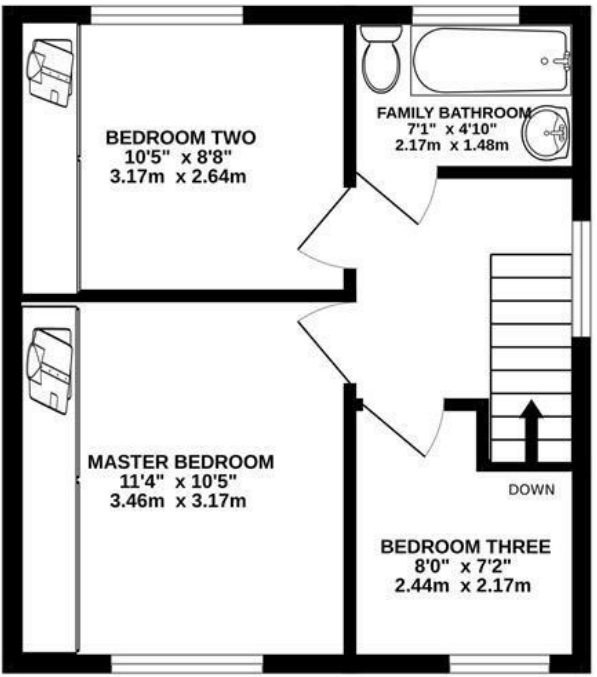 FAMILY BATHROOM
7'1" x 4'10"
2.17m x 1.48m
BEDROOM TWO
10'5" x 8'8"
3.17m x 2.64m
MASTER BEDROOM
11'4" x 10'5"
3.46m x 3.17m
DOWN
BEDROOM THREE
8'0" x 7'2"
2.44m x 2.17m